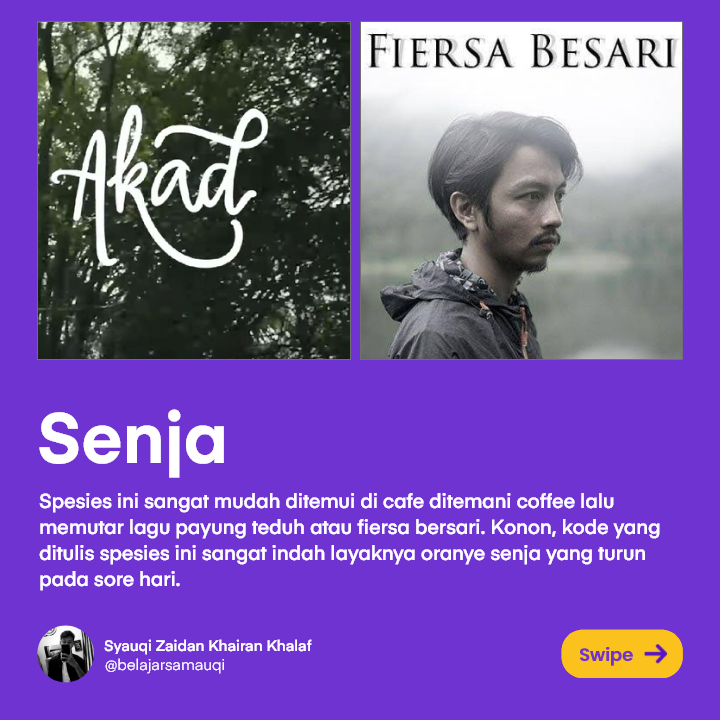 Akad
FIERSA BESARI
Senja
Spesies ini sangat mudah ditemui di cafe ditemani coffee lalu
memutar lagu payung teduh atau fiersa bersari. Konon, kode yang
ditulis spesies ini sangat indah layaknya oranye senja yang turun
pada sore hari.
Syauqi Zaidan Khairan Khalaf
@belajarsamauqi
Swipe